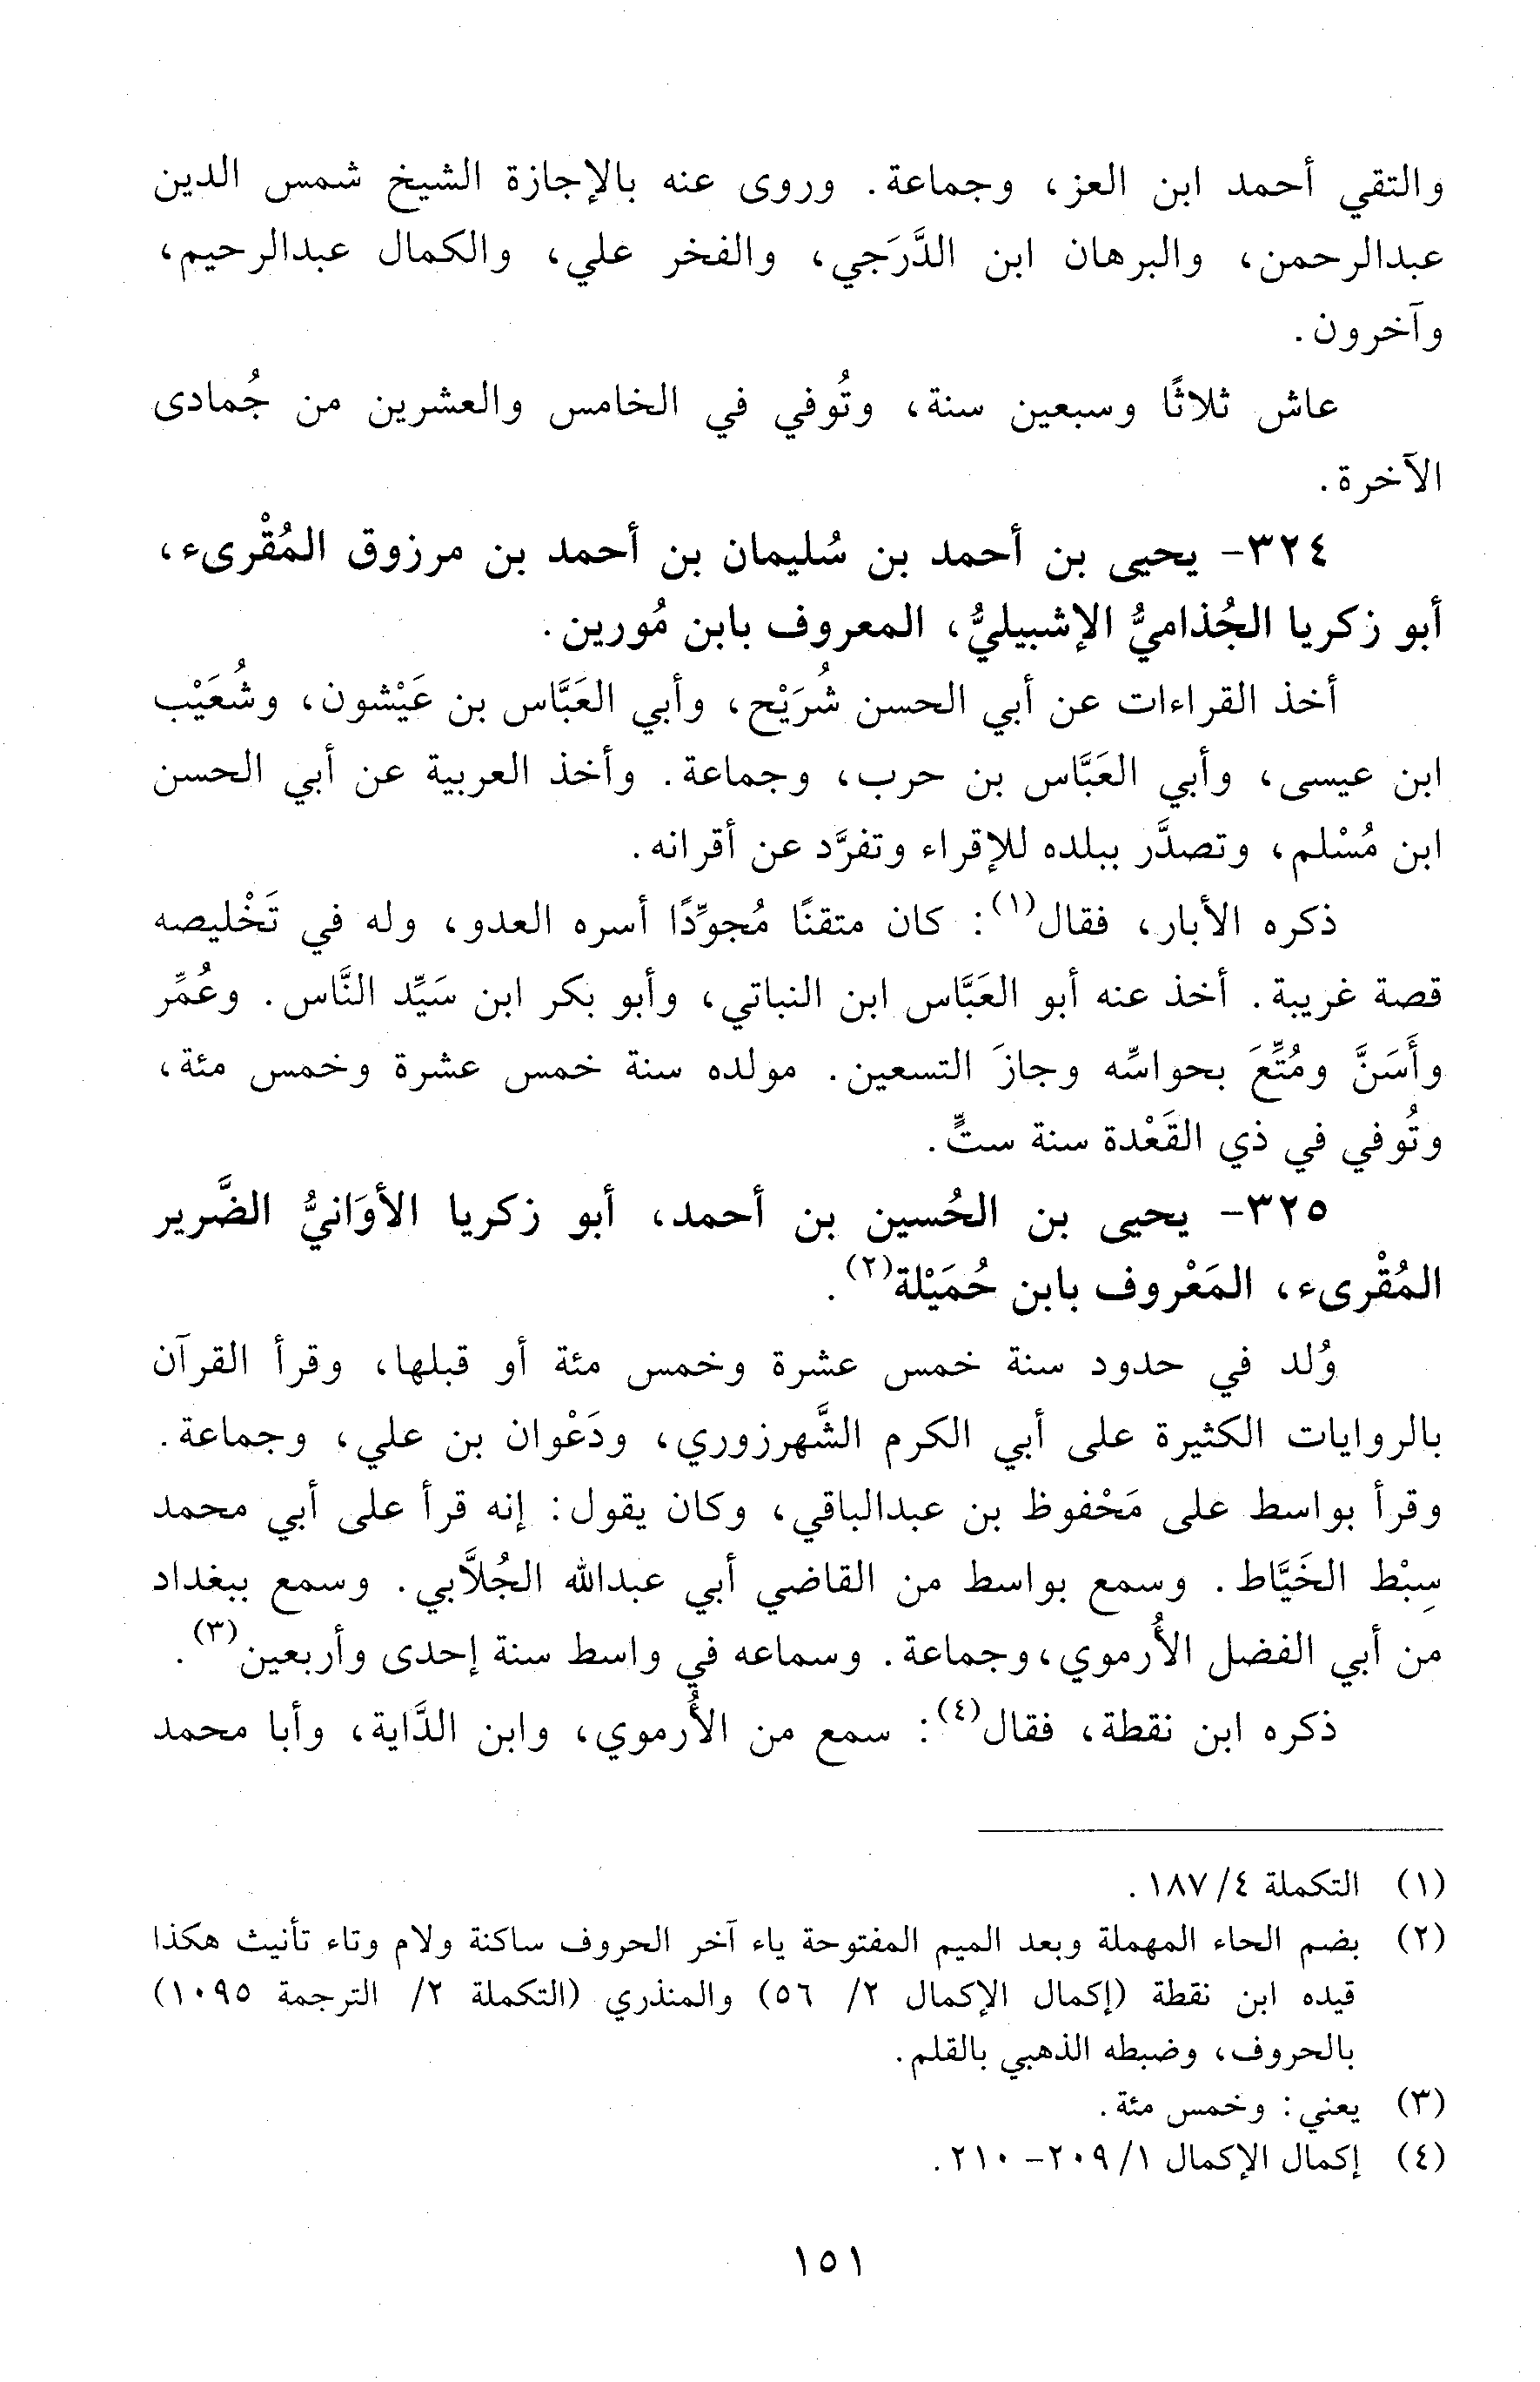 والتقي أحمد ابن العز، وجماعة. وروى عنه بالإجازة الشيخ شمس الدين
عبدالرحمن، والبرهان ابن الدَّرَجي، والفخر علي، والكمال عبدالرحيم،
وآخرون.
عاش ثلاثًا وسبعين سنة، وتُوفي في الخامس والعشرين من جُمادى
الآخرة.
٣٢٤- يحيى بن أحمد بن سُليمان بن أحمد بن مرزوق المُقْرىء،
أبو زكريا الجُذاميُّ الإشبيليُّ، المعروف بابن مُورين.
أخذ القراءات عن أبي الحسن شُرَيْح، وأبي العَبَّاس بن عَيْشون، وشُعَيْب
ابن عيسى، وأبي العَبَّاس بن حرب، وجماعة. وأخذ العربية عن أبي الحسن
ابن مُسْلم، وتصدَّر ببلده للإقراء وتفرَّد عن أقرانه.
ذكره الأبار، فقال(١): كان متقنًا مُجوِّدًا أسره العدو، وله في تَخْليصه
قصة غريبة. أخذ عنه أبو العَبَّاس ابن النباتي، وأبو بكر ابن سَيِّد النَّاس. وعُمِّر
وأَسَنَّ ومُتِّعَ بحواسِّه وجازَ التسعين. مولده سنة خمس عشرة وخمس مئة،
وتُوفي في ذي القَعْدة سنة ستٍّ.
٣٢٥- يحيى بن الحُسين بن أحمد، أبو زكريا الأوَانيُّ الضَّرير
المُقْرىء، المَعْروف بابن حُمَيْلة(٢).
وُلد في حدود سنة خمس عشرة وخمس مئة أو قبلها، وقرأ القرآن
بالروايات الكثيرة على أبي الكرم الشَّهرزوري، ودَعْوان بن علي، وجماعة.
وقرأ بواسط على مَحْفوظ بن عبدالباقي، وكان يقول: إنه قرأ على أبي محمد
سِبْط الخَيَّاط. وسمع بواسط من القاضي أبي عبدالله الجُلاَّبي. وسمع ببغداد
من أبي الفضل الأُرموي، وجماعة. وسماعه في واسط سنة إحدى وأربعين(٣).
ذكره ابن نقطة، فقال(٤): سمع من الأُرموي، وابن الدَّاية، وأبا محمد
(١) التكملة ٤/ ١٨٧.
(٢) بضم الحاء المهملة وبعد الميم المفتوحة ياء آخر الحروف ساكنة ولام وتاء تأنيث هكذا
قيده ابن نقطة (إكمال الإكمال ٢/ ٥٦) والمنذري (التكملة ٢/ الترجمة ١٠٩٥)
بالحروف، وضبطه الذهبي بالقلم.
(٣) يعني: وخمس مئة.
(٤) إكمال الإكمال ١/ ٢٠٩- ٢١٠.
١٥١